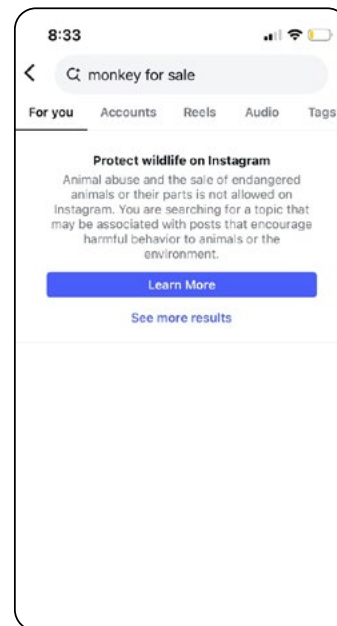 8:33
monkey for sale
For you Accounts Reels Audio Tags
Protect wildlife on Instagram
Animal abuse and the sale of endangered
animals or their parts is not allowed on
Instagram. You are searching for a topic that
may be associated with posts that encourage
harmful behavior to animals or the
environment.
Learn More
See more results